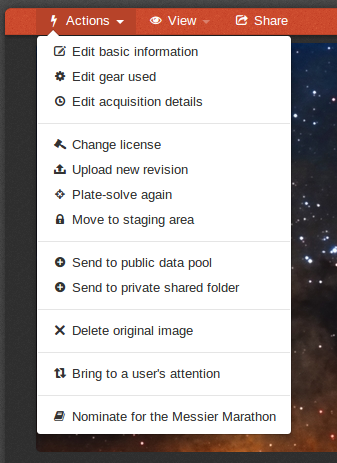 Actions View Share
Edit basic information
Edit gear used
Edit acquisition details
Change license
Upload new revision
Plate-solve again
Move to staging area
Send to public data pool
Send to private shared folder
Delete original image
Bring to a user's attention
Nominate for the Messier Marathon